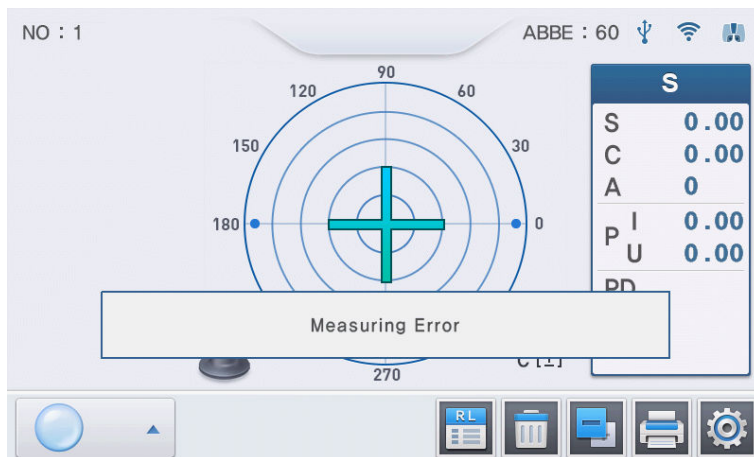 NO : 1
ABBE : 60
90
120
60
150
30
180
0
270
S
S 0.00
C 0.00
A 0
P I 0.00
U 0.00
PD
Measuring Error
C [±]
RL